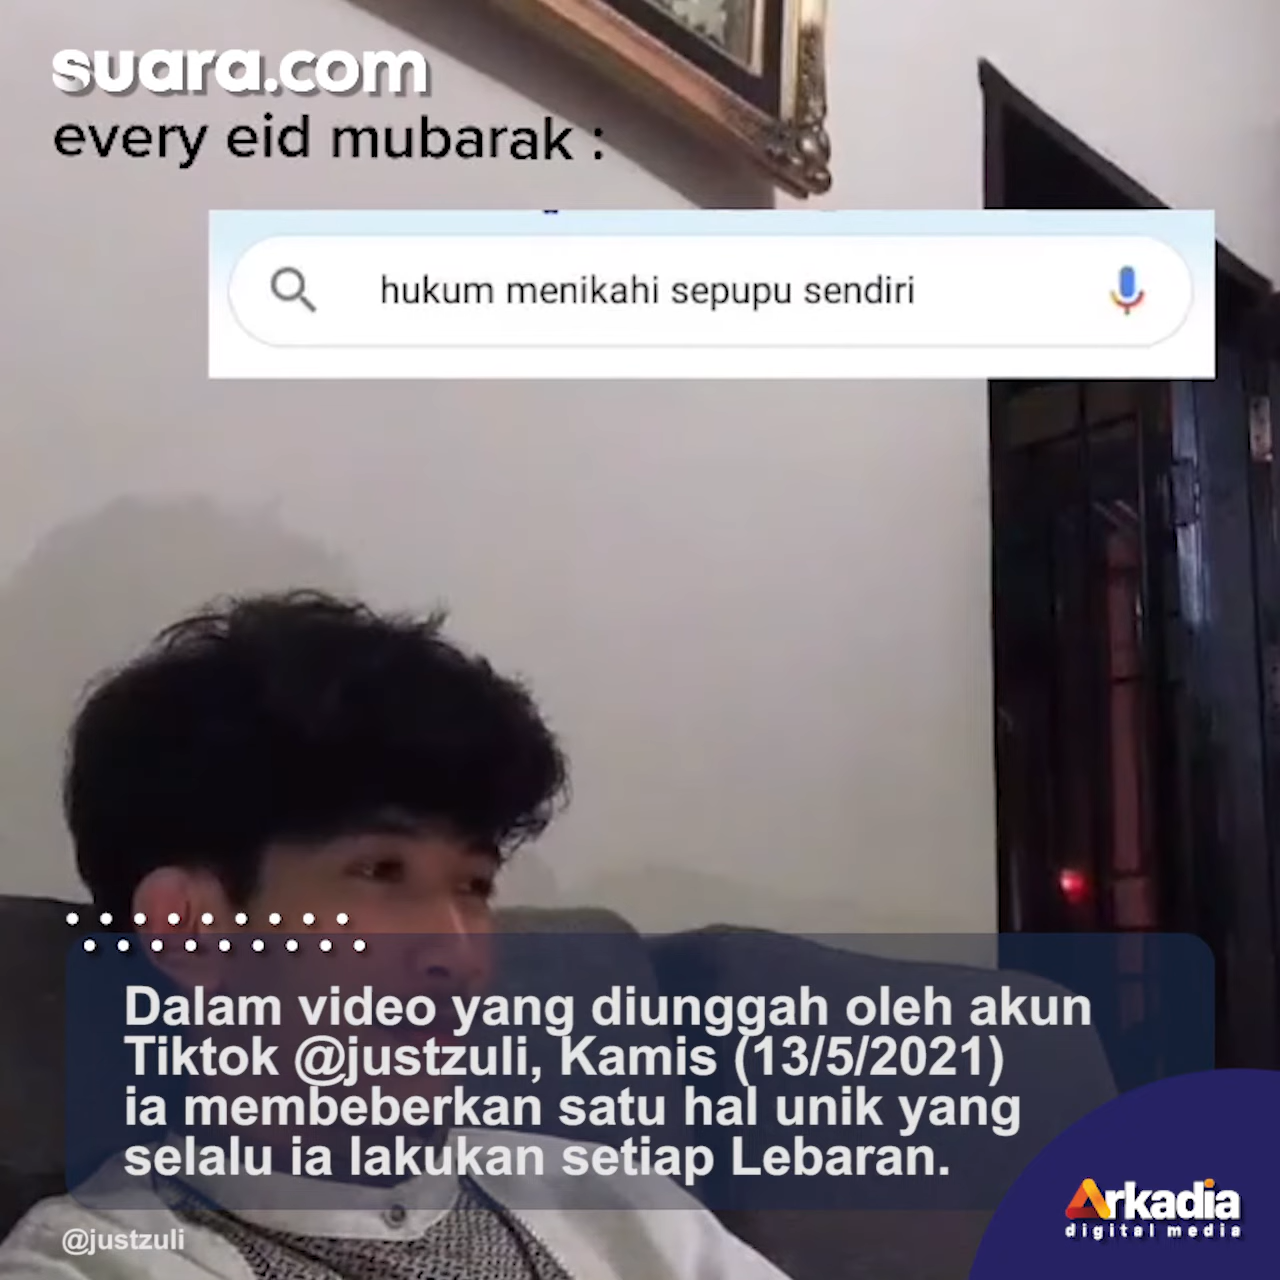 suara.com
every eid mubarak :
hukum menikahi sepupu sendiri
Dalam video yang diunggah oleh akun
Tiktok @justzuli, Kamis (13/5/2021)
ia membeberkan satu hal unik yang
selalu ia lakukan setiap Lebaran.
@justzuli
Arkadia
digital media